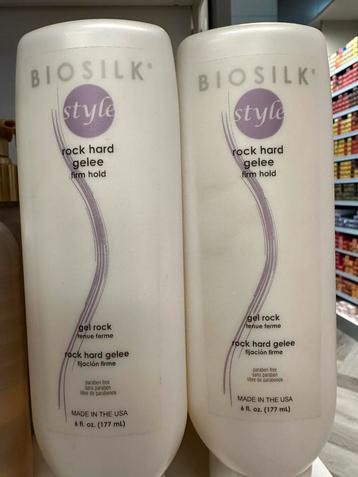 BIOSILK®
style
rock hard
gelee
firm hold
gel rock
tenue ferme
rock hard gelee
fijación firme
paraben free
sans paraben
libre de parabenos
MADE IN THE USA
6 fl. oz. (177 mL)
BIOSILK®
style
rock hard
gelee
firm hold
gel rock
tenue ferme
rock hard gelee
fijación firme
paraben free
sans paraben
libre de parabenos
MADE IN THE USA
6 fl. oz. (177 mL)